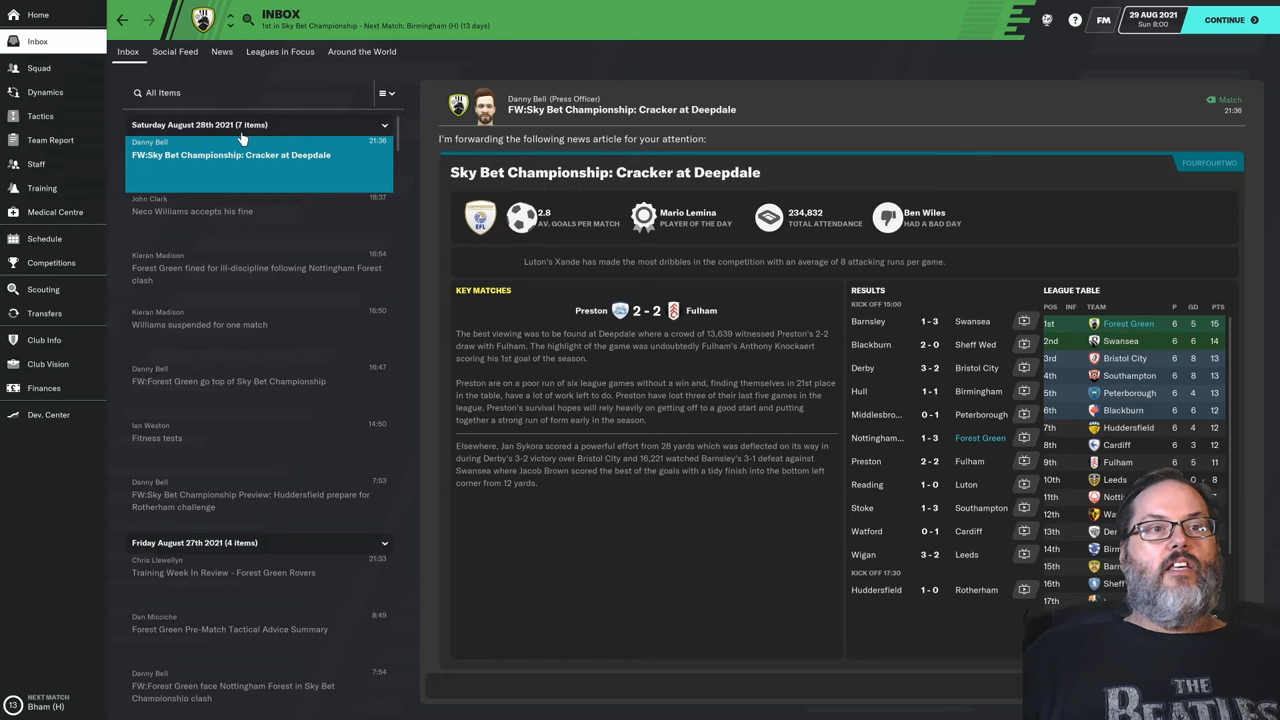 Home
INBOX
1st in Sky Bet Championship - Next Match: Birmingham (H) (13 days)
FM
29 AUG 2021
Sun 8:00
CONTINUE
Inbox
Squad
Dynamics
Tactics
Team Report
Staff
Training
Medical Centre
Schedule
Competitions
Scouting
Transfers
Club Info
Club Vision
Finances
Dev. Center
13
NEXT MATCH
Bham (H)
Inbox
Social Feed
News
Leagues in Focus
Around the World
All Items
Saturday August 28th 2021 (7 items)
Danny Bell 21:36
FW:Sky Bet Championship: Cracker at Deepdale
John Clark 18:37
Neco Williams accepts his fine
Kieran Madison 16:54
Forest Green fined for ill-discipline following Nottingham Forest
clash
Kieran Madison 16:50
Williams suspended for one match
Danny Bell 16:47
FW:Forest Green go top of Sky Bet Championship
Ian Weston 14:50
Fitness tests
Danny Bell 7:53
FW:Sky Bet Championship Preview: Huddersfield prepare for
Rotherham challenge
Friday August 27th 2021 (4 items)
Chris Llewellyn 21:33
Training Week In Review - Forest Green Rovers
Dan Micciche 8:49
Forest Green Pre-Match Tactical Advice Summary
Danny Bell 7:54
FW:Forest Green face Nottingham Forest in Sky Bet
Championship clash
Danny Bell (Press Officer)
FW:Sky Bet Championship: Cracker at Deepdale
Match
21:36
I'm forwarding the following news article for your attention:
Sky Bet Championship: Cracker at Deepdale
FOURFOURTWO
EFL
2.8
AV. GOALS PER MATCH
Mario Lemina
PLAYER OF THE DAY
234,832
TOTAL ATTENDANCE
Ben Wiles
HAD A BAD DAY
Luton's Xande has made the most dribbles in the competition with an average of 8 attacking runs per game.
KEY MATCHES
Preston 2 - 2 Fulham
The best viewing was to be found at Deepdale where a crowd of 13,639 witnessed Preston's 2-2
draw with Fulham. The highlight of the game was undoubtedly Fulham's Anthony Knockaert
scoring his 1st goal of the season.
Preston are on a poor run of six league games without a win and, finding themselves in 21st place
in the table, have a lot of work left to do. Preston have lost three of their last five games in the
league. Preston's survival hopes will rely heavily on getting off to a good start and putting
together a strong run of form early in the season.
Elsewhere, Jan Sykora scored a powerful effort from 28 yards which was deflected on its way in
during Derby's 3-2 victory over Bristol City and 16,221 watched Barnsley's 3-1 defeat against
Swansea where Jacob Brown scored the best of the goals with a tidy finish into the bottom left
corner from 12 yards.
RESULTS
KICK OFF 15:00
Barnsley 1 - 3 Swansea
Blackburn 2 - 0 Sheff Wed
Derby 3 - 2 Bristol City
Hull 1 - 1 Birmingham
Middlesbro... 0 - 1 Peterborough
Nottingham... 1 - 3 Forest Green
Preston 2 - 2 Fulham
Reading 1 - 0 Luton
Stoke 1 - 3 Southampton
Watford 0 - 1 Cardiff
Wigan 3 - 2 Leeds
KICK OFF 17:30
Huddersfield 1 - 0 Rotherham
LEAGUE TABLE
POS INF TEAM P GD PTS
1st Forest Green 6 5 15
2nd Swansea 6 6 14
3rd Bristol City 6 8 13
4th Southampton 6 8 13
5th Peterborough 6 4 13
6th Blackburn 6 6 12
7th Huddersfield 6 4 12
8th Cardiff 6 3 12
9th Fulham 6 5 11
10th Leeds 0 8
11th
12th
13th
14th
15th
16th
17th
THE
BEATLES